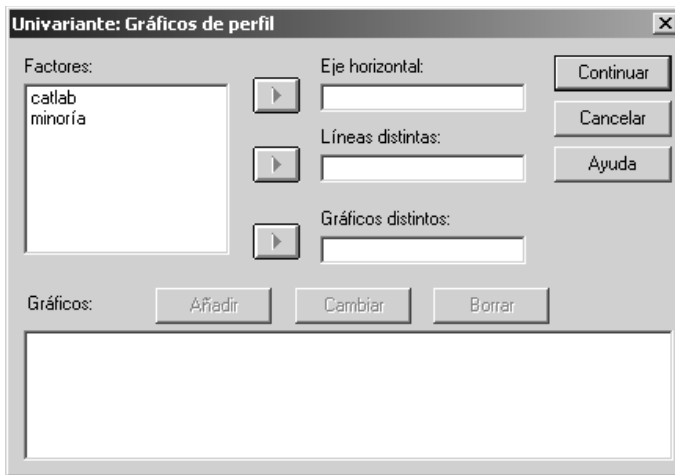 Univariante: Gráficos de perfil
Factores:
catlab
minoría
Eje horizontal:
Líneas distintas:
Gráficos distintos:
Continuar
Cancelar
Ayuda
Gráficos:
Añadir
Cambiar
Borrar